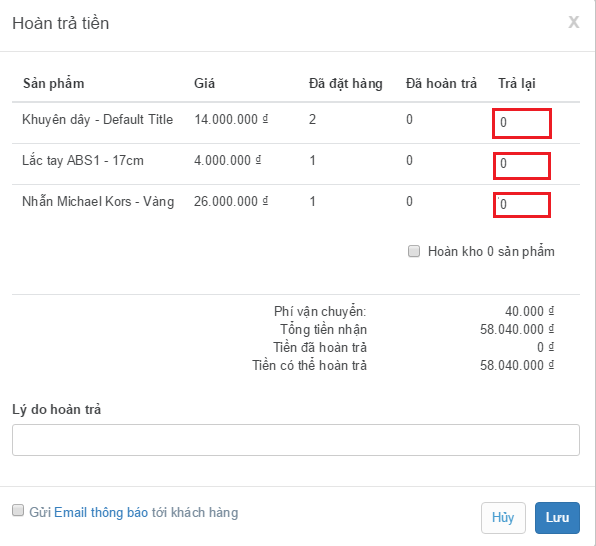 Hoàn trả tiền X
Sản phẩm Giá Đã đặt hàng Đã hoàn trả Trả lại
Khuyên dây - Default Title 14.000.000 ₫ 2 0 0
Lắc tay ABS1 - 17cm 4.000.000 ₫ 1 0 0
Nhẫn Michael Kors - Vàng 26.000.000 ₫ 1 0 0
Hoàn kho 0 sản phẩm
Phí vận chuyển: 40.000 ₫
Tổng tiền nhận 58.040.000 ₫
Tiền đã hoàn trả 0 ₫
Tiền có thể hoàn trả 58.040.000 ₫
Lý do hoàn trả
Gửi Email thông báo tới khách hàng Hủy Lưu